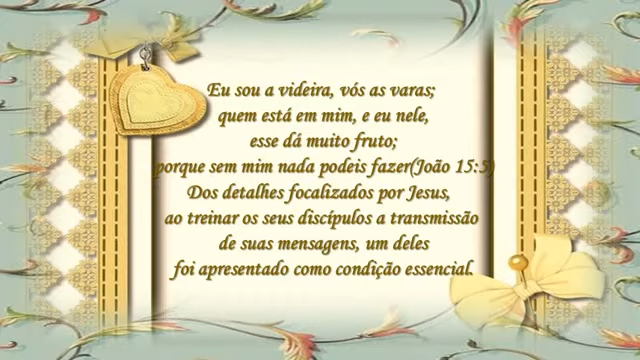 Eu sou a videira, vós as varas;
quem está em mim, e eu nele,
esse dá muito fruto;
porque sem mim nada podeis fazer(João 15:5)
Dos detalhes focalizados por Jesus,
ao treinar os seus discípulos a transmissão
de suas mensagens, um deles
foi apresentado como condição essencial.